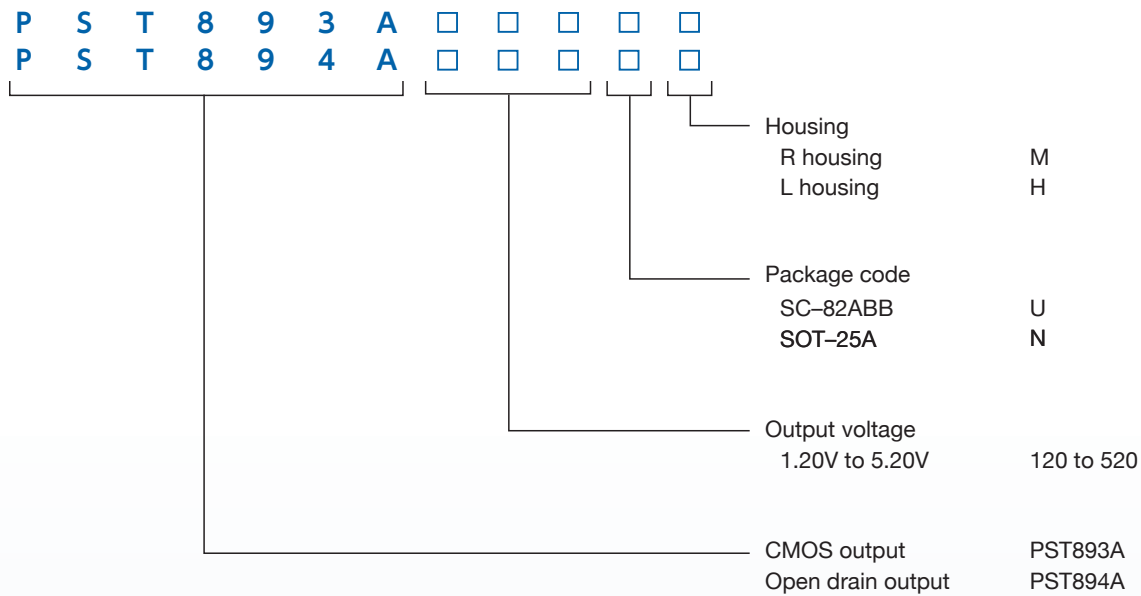 P S T 8 9 3 A □ □ □ □ □
P S T 8 9 4 A □ □ □ □ □
Housing
R housing M
L housing H
Package code
SC–82ABB U
SOT–25A N
Output voltage
1.20V to 5.20V 120 to 520
CMOS output PST893A
Open drain output PST894A